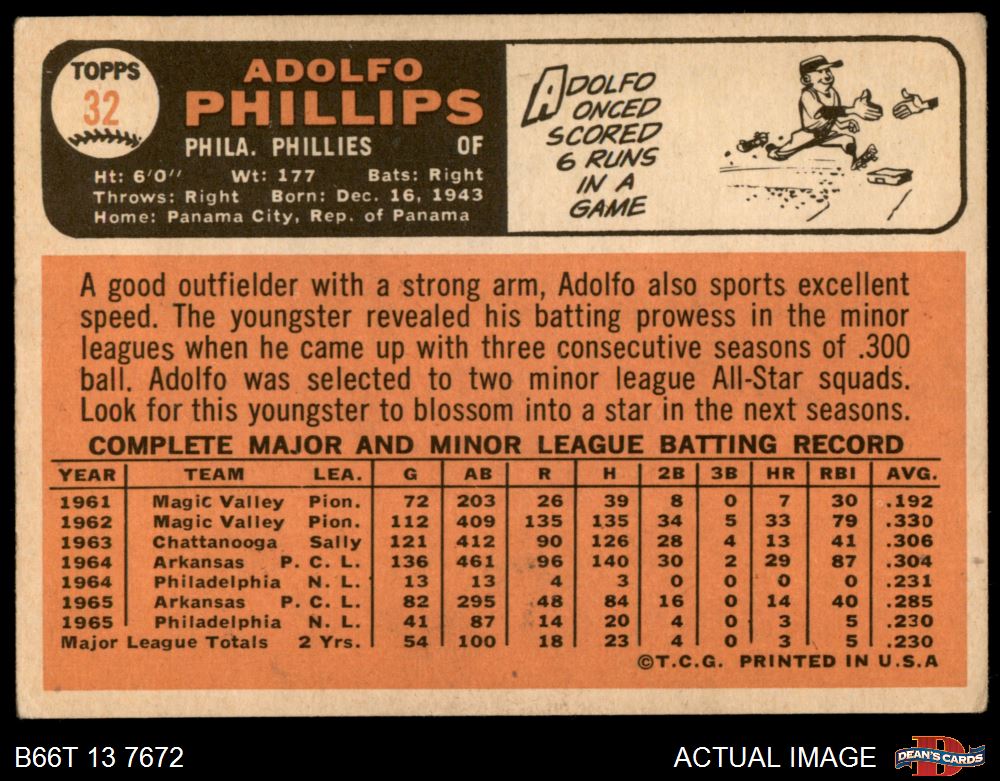 TOPPS
32
ADOLFO
PHILLIPS
PHILA. PHILLIES OF
Ht: 6'0" Wt: 177 Bats: Right
Throws: Right Born: Dec. 16, 1943
Home: Panama City, Rep. of Panama
ADOLFO
ONCED
SCORED
6 RUNS
IN A
GAME
A good outfielder with a strong arm, Adolfo also sports excellent
speed. The youngster revealed his batting prowess in the minor
leagues when he came up with three consecutive seasons of .300
ball. Adolfo was selected to two minor league All-Star squads.
Look for this youngster to blossom into a star in the next seasons.
COMPLETE MAJOR AND MINOR LEAGUE BATTING RECORD
YEAR TEAM LEA. G AB R H 2B 3B HR RBI AVG.
1961 Magic Valley Pion. 72 203 26 39 8 0 7 30 .192
1962 Magic Valley Pion. 112 409 135 135 34 5 33 79 .330
1963 Chattanooga Sally 121 412 90 126 28 4 13 41 .306
1964 Arkansas P. C. L. 136 461 96 140 30 2 29 87 .304
1964 Philadelphia N. L. 13 13 4 3 0 0 0 0 .231
1965 Arkansas P. C. L. 82 295 48 84 16 0 14 40 .285
1965 Philadelphia N. L. 41 87 14 20 4 0 3 5 .230
Major League Totals 2 Yrs. 54 100 18 23 4 0 3 5 .230
©T.C.G. PRINTED IN U.S.A
B66T 13 7672
ACTUAL IMAGE
D
DEAN'S CARDS